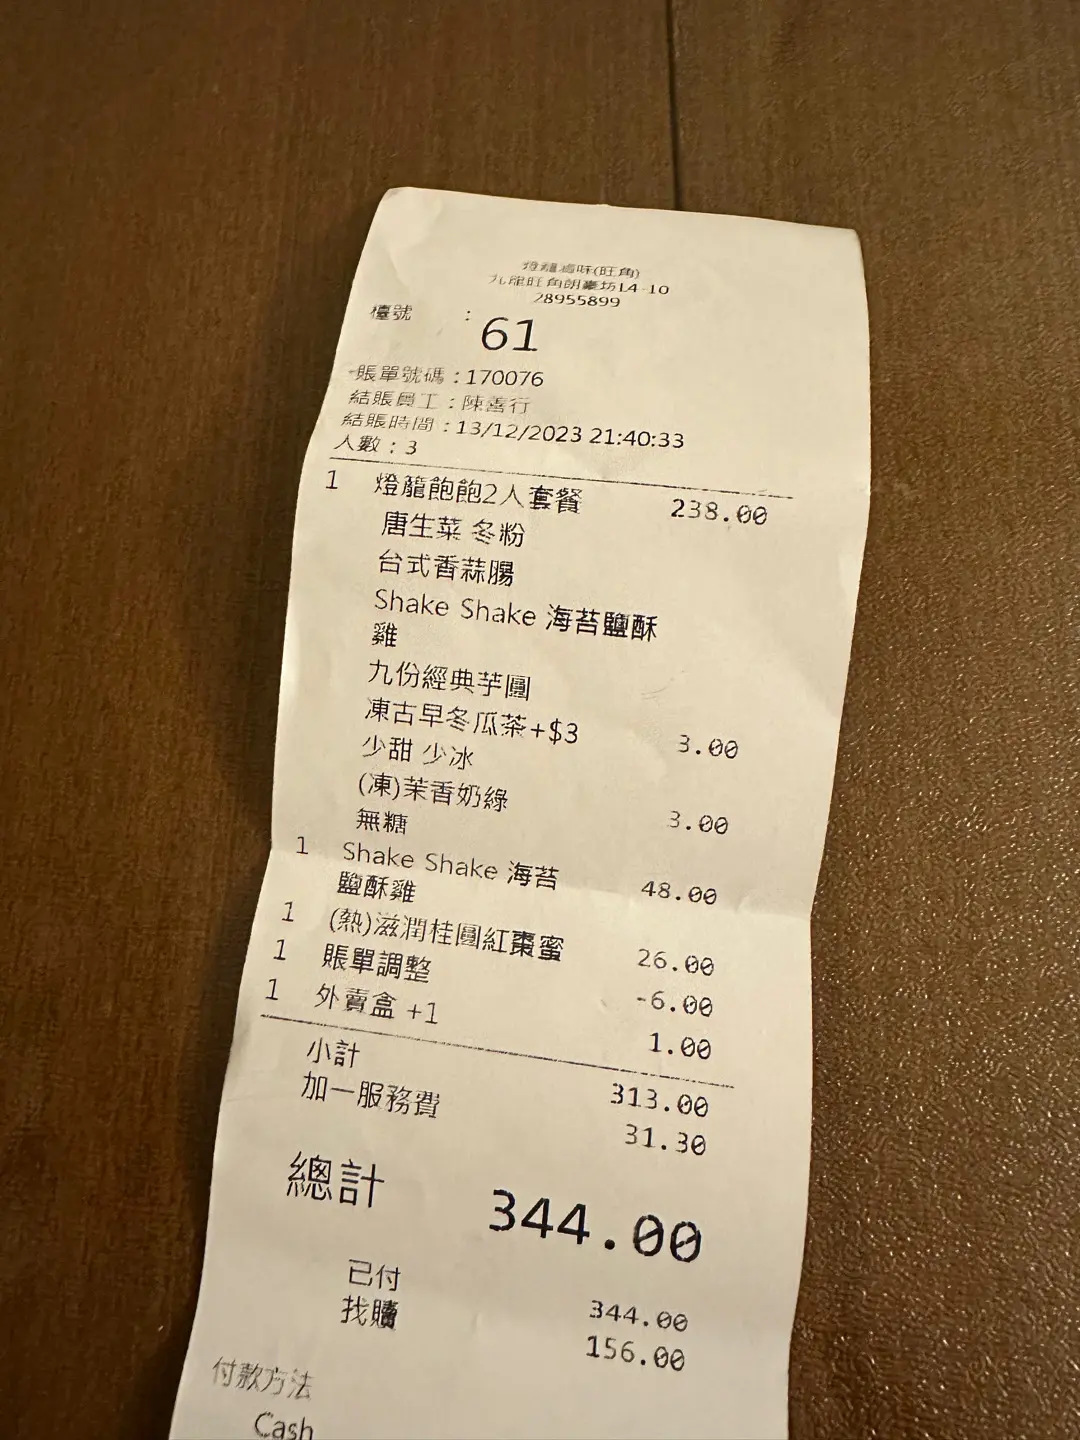 燈籠滷味(旺角)
九龍旺角朗豪坊L4-10
28955899
檯號 : 61
賬單號碼 : 170076
結賬員工 : 陳善行
結賬時間 : 13/12/2023 21:40:33
人數 : 3
1 燈籠飽飽2人套餐 238.00
唐生菜 冬粉
台式香蒜腸
Shake Shake 海苔鹽酥
雞
九份經典芋圓
凍古早冬瓜茶+$3 3.00
少甜 少冰
(凍)茉香奶綠 3.00
無糖
1 Shake Shake 海苔 48.00
鹽酥雞
1 (熱)滋潤桂圓紅棗蜜 26.00
1 賬單調整 -6.00
1 外賣盒 +1 1.00
小計 313.00
加一服務費 31.30
總計 344.00
已付 344.00
找贖 156.00
付款方法
Cash